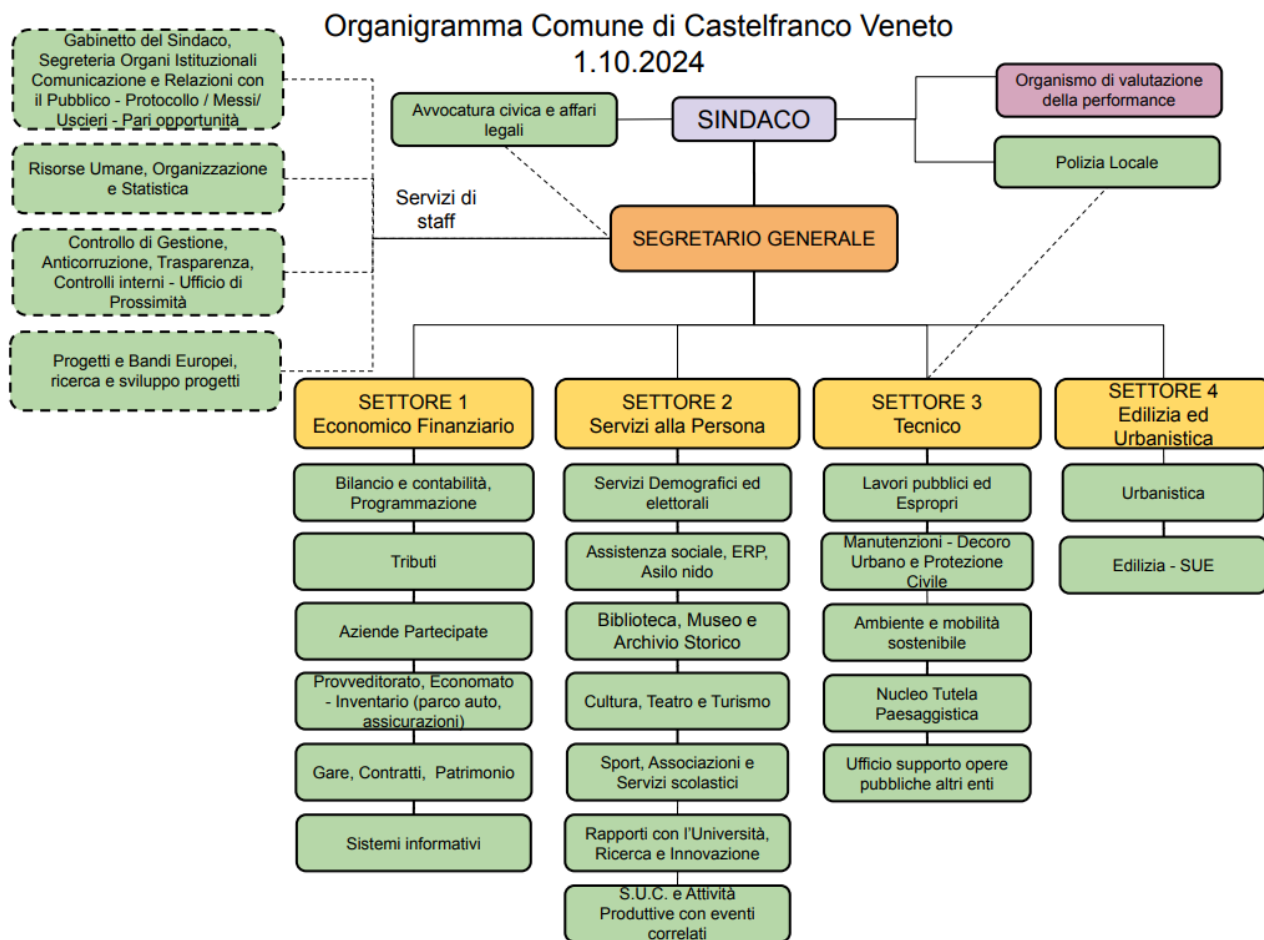 Organigramma Comune di Castelfranco Veneto
1.10.2024
Gabinetto del Sindaco,
Segreteria Organi Istituzionali
Comunicazione e Relazioni con
il Pubblico - Protocollo / Messi/
Uscieri - Pari opportunità
Risorse Umane, Organizzazione
e Statistica
Controllo di Gestione,
Anticorruzione, Trasparenza,
Controlli interni - Ufficio di
Prossimità
Progetti e Bandi Europei,
ricerca e sviluppo progetti
Servizi di
staff
Avvocatura civica e affari
legali
SINDACO
Organismo di valutazione
della performance
Polizia Locale
SEGRETARIO GENERALE
SETTORE 1
Economico Finanziario
Bilancio e contabilità,
Programmazione
Tributi
Aziende Partecipate
Provveditorato, Economato
- Inventario (parco auto,
assicurazioni)
Gare, Contratti, Patrimonio
Sistemi informativi
SETTORE 2
Servizi alla Persona
Servizi Demografici ed
elettorali
Assistenza sociale, ERP,
Asilo nido
Biblioteca, Museo e
Archivio Storico
Cultura, Teatro e Turismo
Sport, Associazioni e
Servizi scolastici
Rapporti con l'Università,
Ricerca e Innovazione
S.U.C. e Attività
Produttive con eventi
correlati
SETTORE 3
Tecnico
Lavori pubblici ed
Espropri
Manutenzioni - Decoro
Urbano e Protezione
Civile
Ambiente e mobilità
sostenibile
Nucleo Tutela
Paesaggistica
Ufficio supporto opere
pubbliche altri enti
SETTORE 4
Edilizia ed
Urbanistica
Urbanistica
Edilizia - SUE